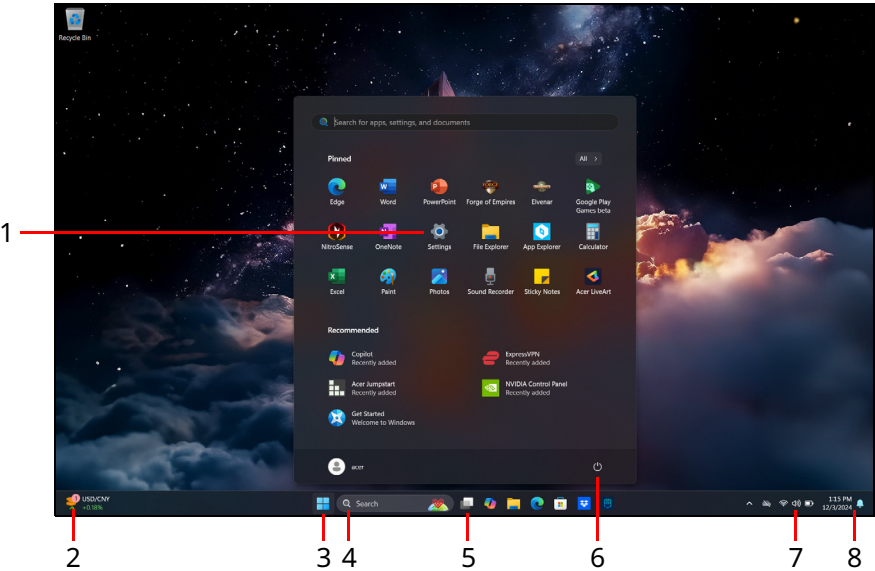 Recycle Bin
Search for apps, settings, and documents
Pinned
All >
Edge
Word
PowerPoint
Forge of Empires
Elvenar
Google Play
Games beta
1
NitroSense
OneNote
Settings
File Explorer
App Explorer
Calculator
Excel
Paint
Photos
Sound Recorder
Sticky Notes
Acer LiveArt
Recommended
Copilot
Recently added
ExpressVPN
Recently added
Acer Jumpstart
Recently added
NVIDIA Control Panel
Recently added
Get Started
Welcome to Windows
acer
1
USD/CNY
+0.18%
Search
1:15 PM
12/3/2024
2
3
4
5
6
7
8